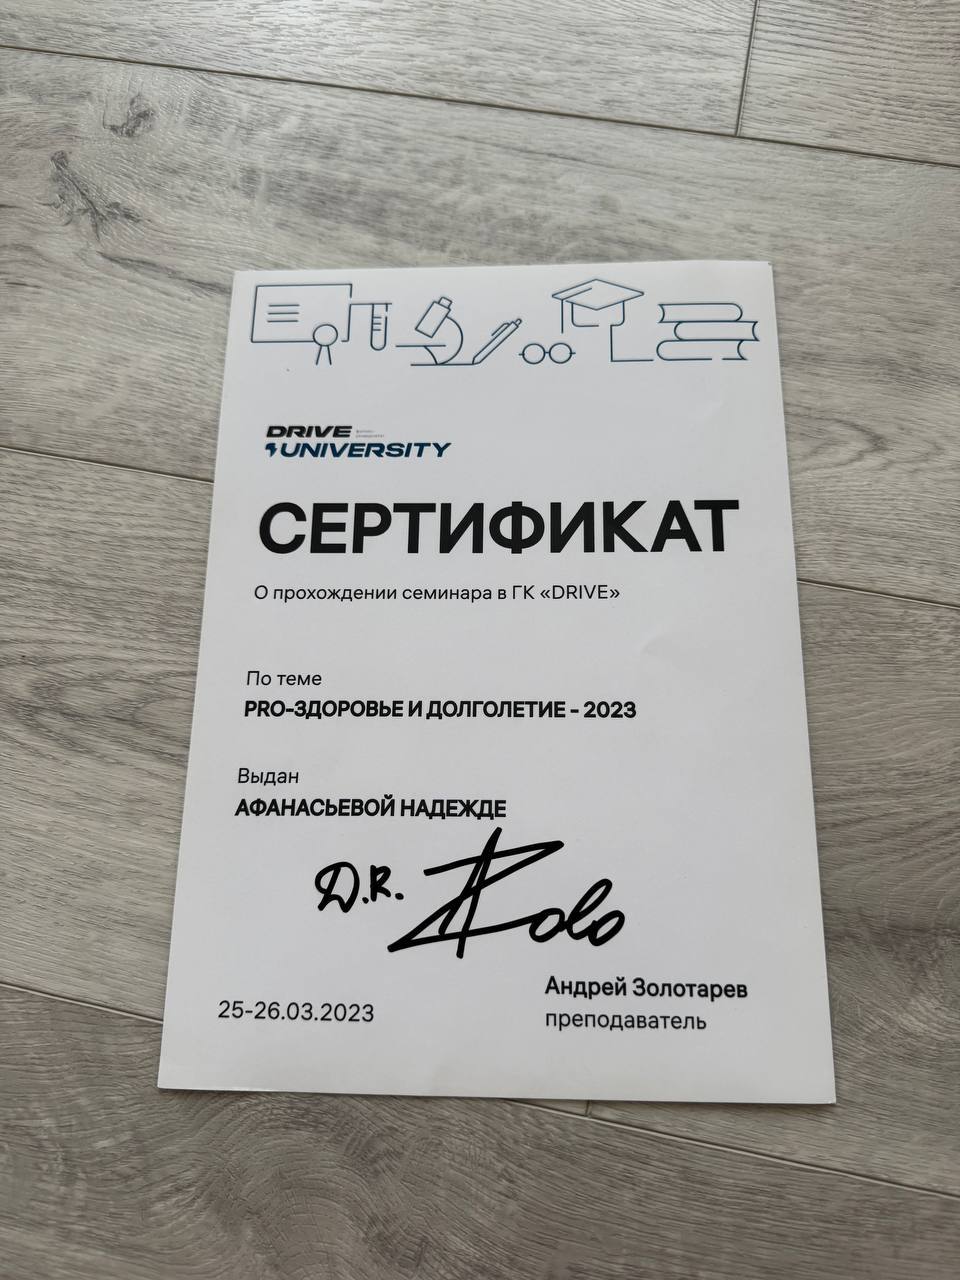 DRIVE
UNIVERSITY
СЕРТИФИКАТ
О прохождении семинара в ГК «DRIVE»
По теме
PRO-ЗДОРОВЬЕ И ДОЛГОЛЕТИЕ - 2023
Выдан
АФАНАСЬЕВОЙ НАДЕЖДЕ
D.R.
25-26.03.2023
Андрей Золотарев
преподаватель